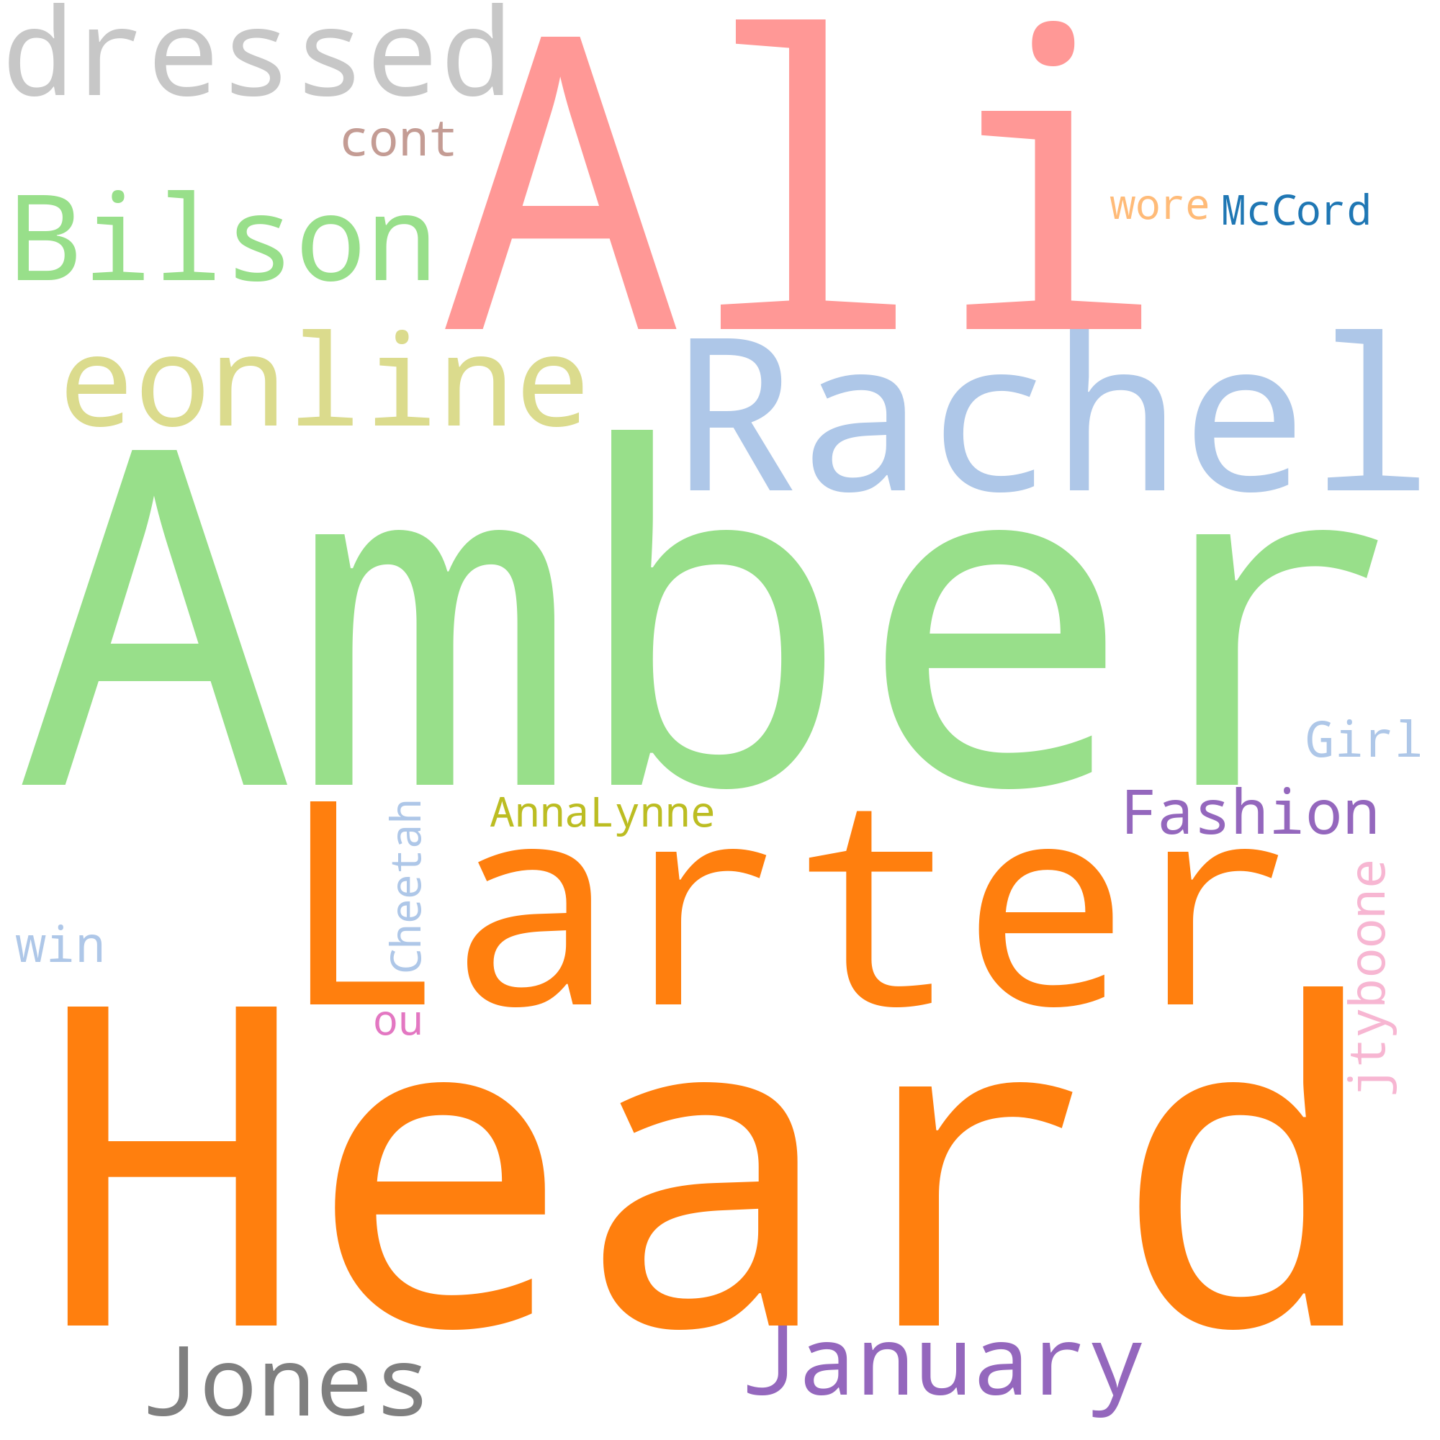 dressed
Ali
cont
Bilson
wore
McCord
eonline
Rachel
Amber
Girl
Fashion
AnnaLynne
Cheetah
Larter
jtyboone
win
ou
Heard
Jones
January